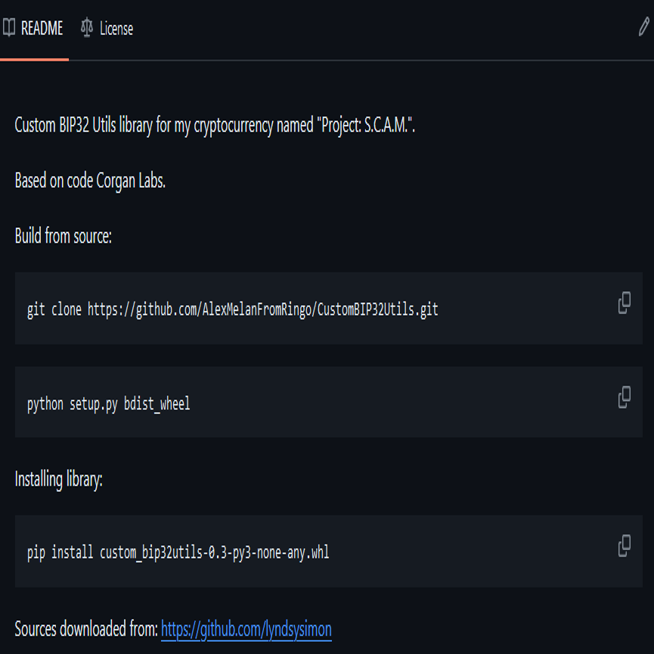 README License
Custom BIP32 Utils library for my cryptocurrency named "Project: S.C.A.M.".
Based on code Corgan Labs.
Build from source:
git clone https://github.com/AlexMelanFromRingo/CustomBIP32Utils.git
python setup.py bdist_wheel
Installing library:
pip install custom_bip32utils-0.3-py3-none-any.whl
Sources downloaded from: https://github.com/lyndsysimon